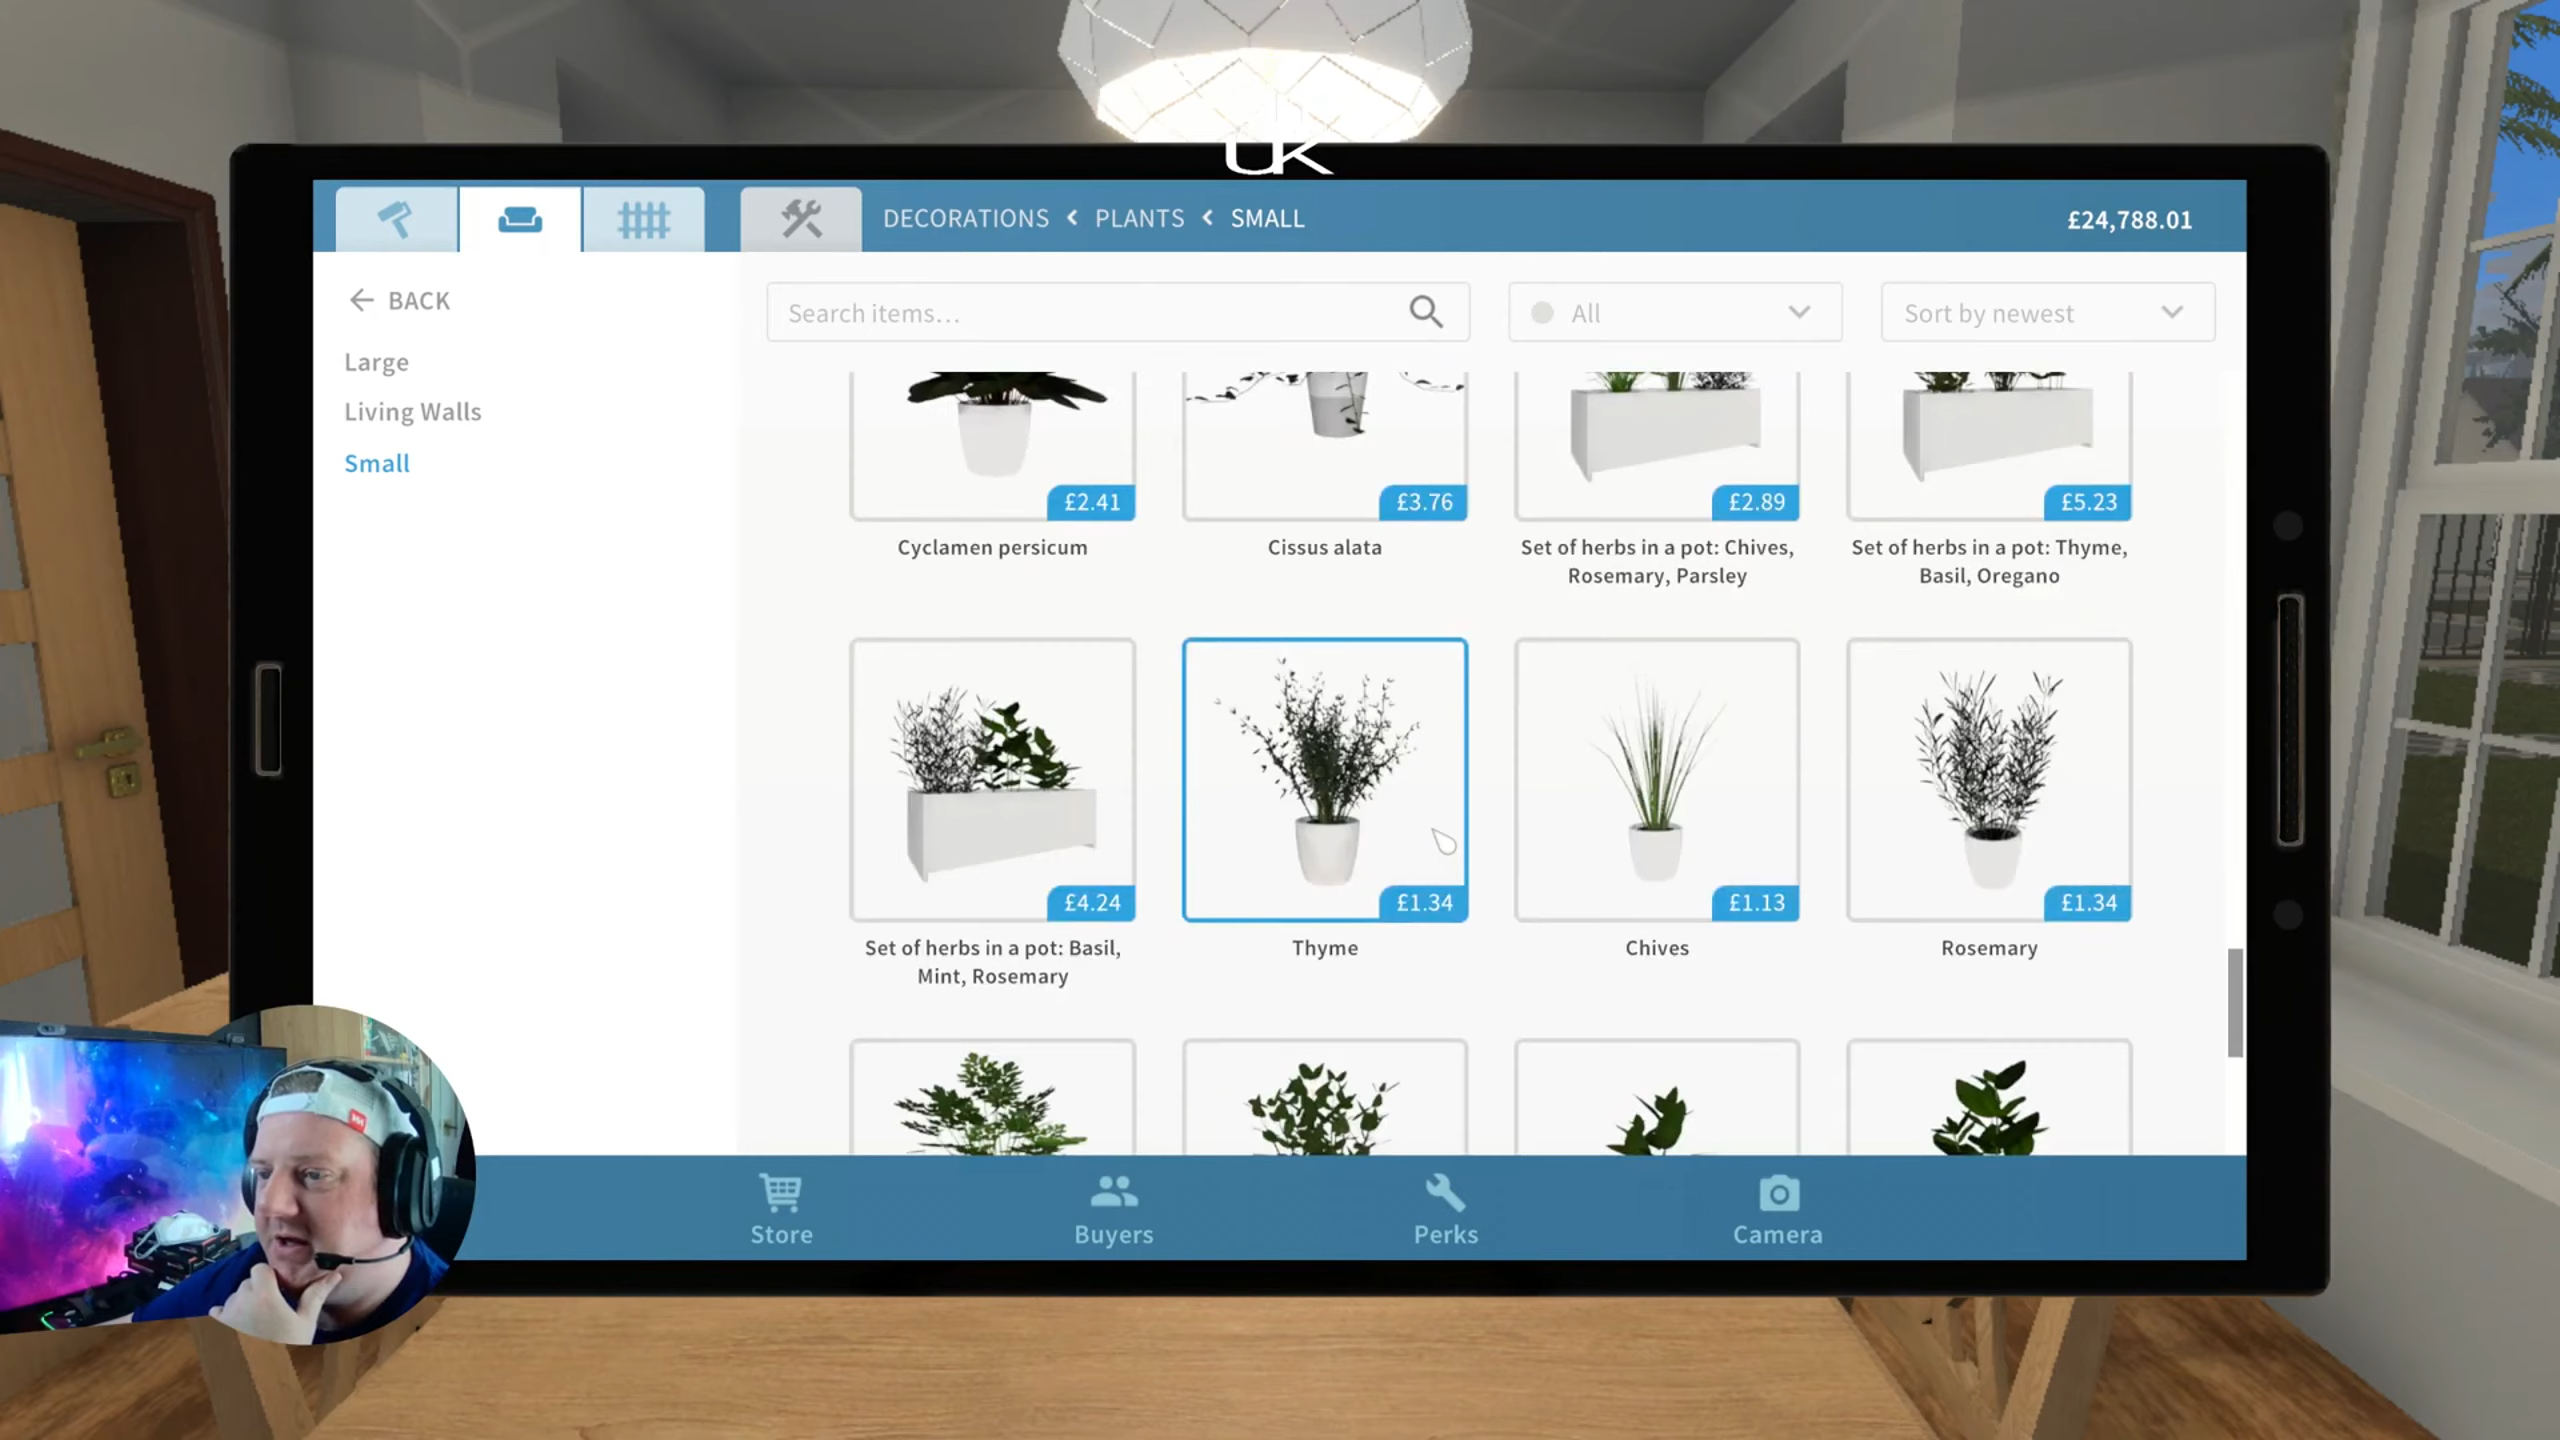 UK
DECORATIONS < PLANTS < SMALL
£24,788.01
BACK
Search items...
All
Sort by newest
Large
Living Walls
Small
£2.41
£3.76
£2.89
£5.23
Cyclamen persicum
Cissus alata
Set of herbs in a pot: Chives,
Rosemary, Parsley
Set of herbs in a pot: Thyme,
Basil, Oregano
£4.24
£1.34
£1.13
£1.34
Set of herbs in a pot: Basil,
Mint, Rosemary
Thyme
Chives
Rosemary
Store
Buyers
Perks
Camera